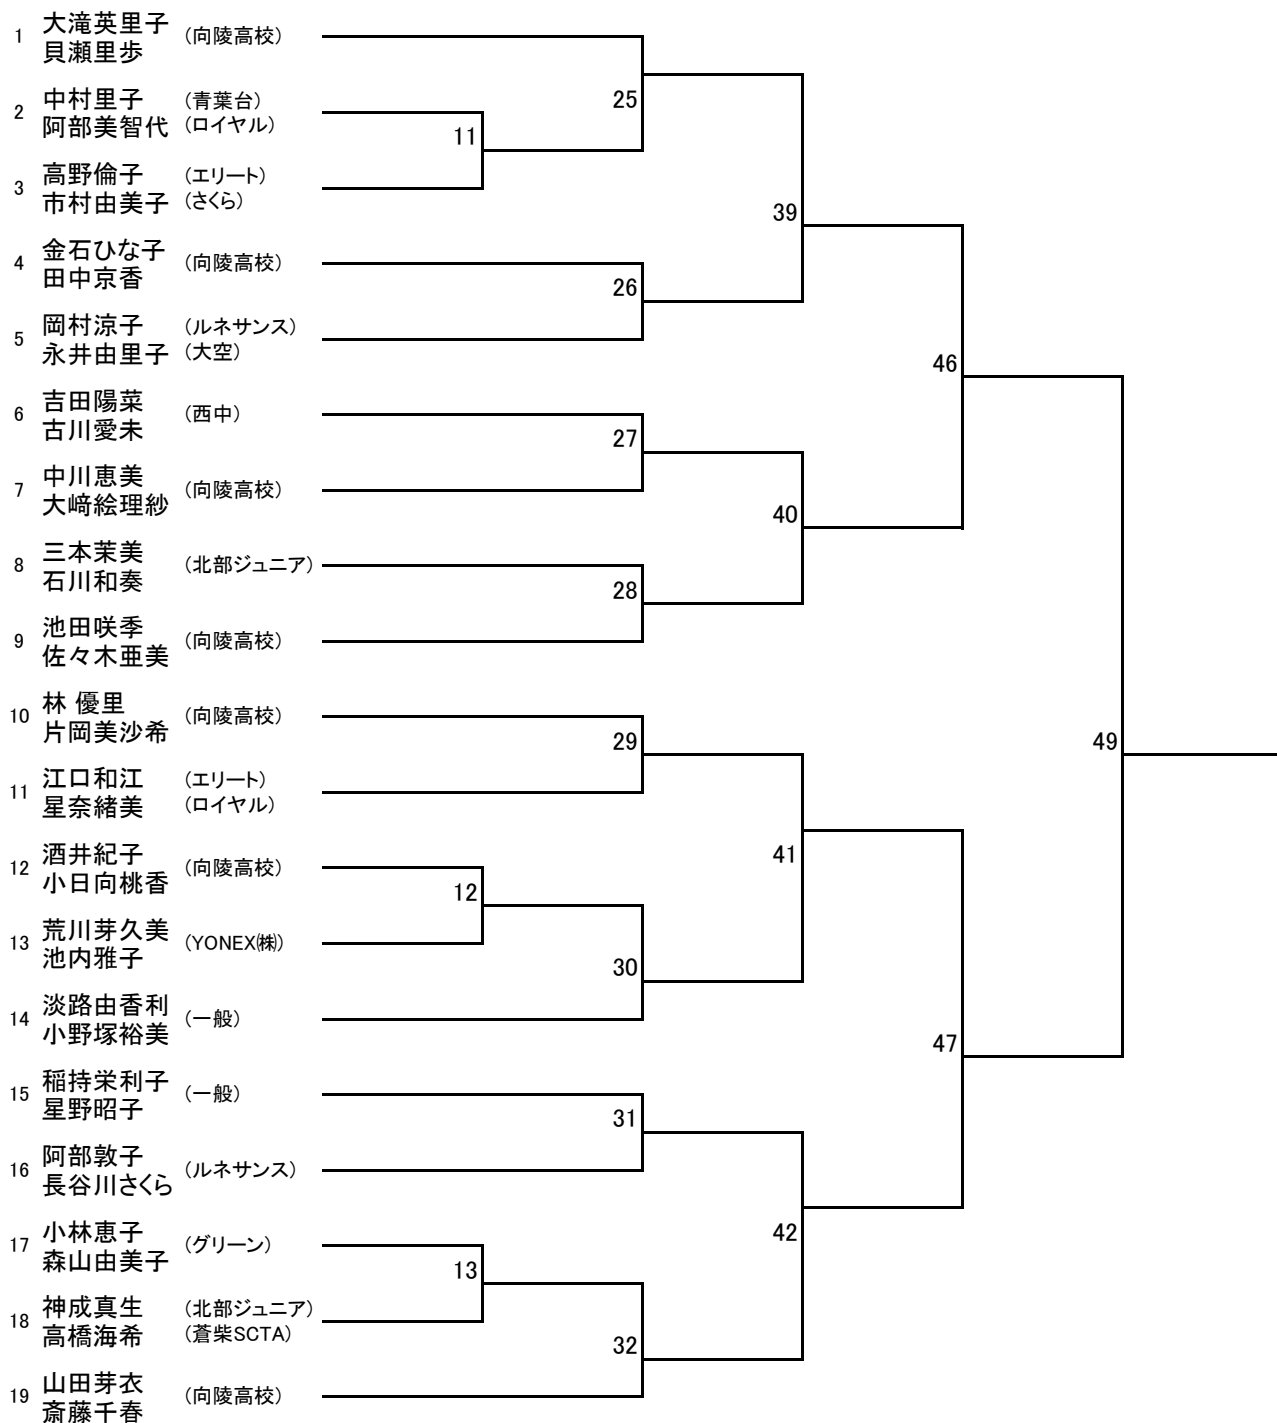 1 大滝英里子 (向陵高校)
貝瀬里歩
2 中村里子 (青葉台)
阿部美智代 (ロイヤル)
3 高野倫子 (エリート)
市村由美子 (さくら)
4 金石ひな子 (向陵高校)
田中京香
5 岡村涼子 (ルネサンス)
永井由里子 (大空)
6 吉田陽菜 (西中)
古川愛未
7 中川恵美 (向陵高校)
大﨑絵理紗
8 三本茉美 (北部ジュニア)
石川和奏
9 池田咲季 (向陵高校)
佐々木亜美
10 林 優里 (向陵高校)
片岡美沙希
11 江口和江 (エリート)
星奈緒美 (ロイヤル)
12 酒井紀子 (向陵高校)
小日向桃香
13 荒川芽久美 (YONEX㈱)
池内雅子
14 淡路由香利 (一般)
小野塚裕美
15 稲持栄利子 (一般)
星野昭子
16 阿部敦子 (ルネサンス)
長谷川さくら
17 小林恵子 (グリーン)
森山由美子
18 神成真生 (北部ジュニア)
高橋海希 (蒼柴SCTA)
19 山田芽衣 (向陵高校)
斎藤千春
11
12
13
25
26
27
28
29
30
31
32
39
40
41
42
46
47
49